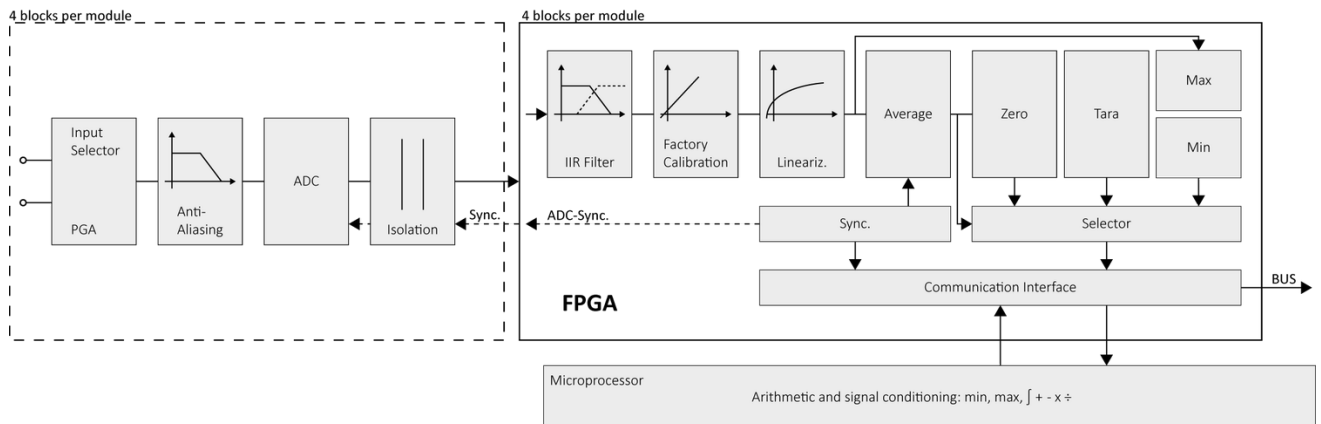 4 blocks per module
4 blocks per module
Input
Selector
PGA
Anti-
Aliasing
ADC
Isolation
Sync.
ADC-Sync.
IIR Filter
Factory
Calibration
Lineariz.
Average
Zero
Tara
Max
Min
Sync.
Selector
Communication Interface
BUS
FPGA
Microprocessor
Arithmetic and signal conditioning: min, max, ∫ + - x ÷